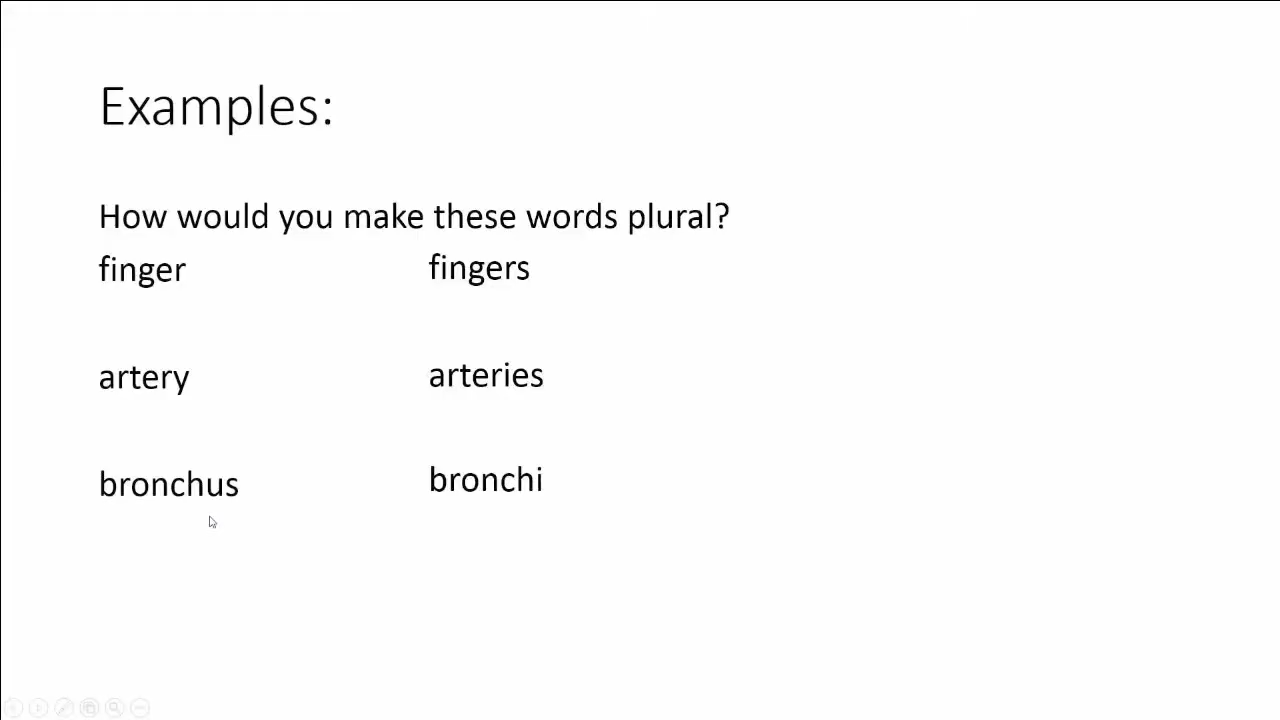 Examples:
How would you make these words plural?
finger fingers
artery arteries
bronchus bronchi